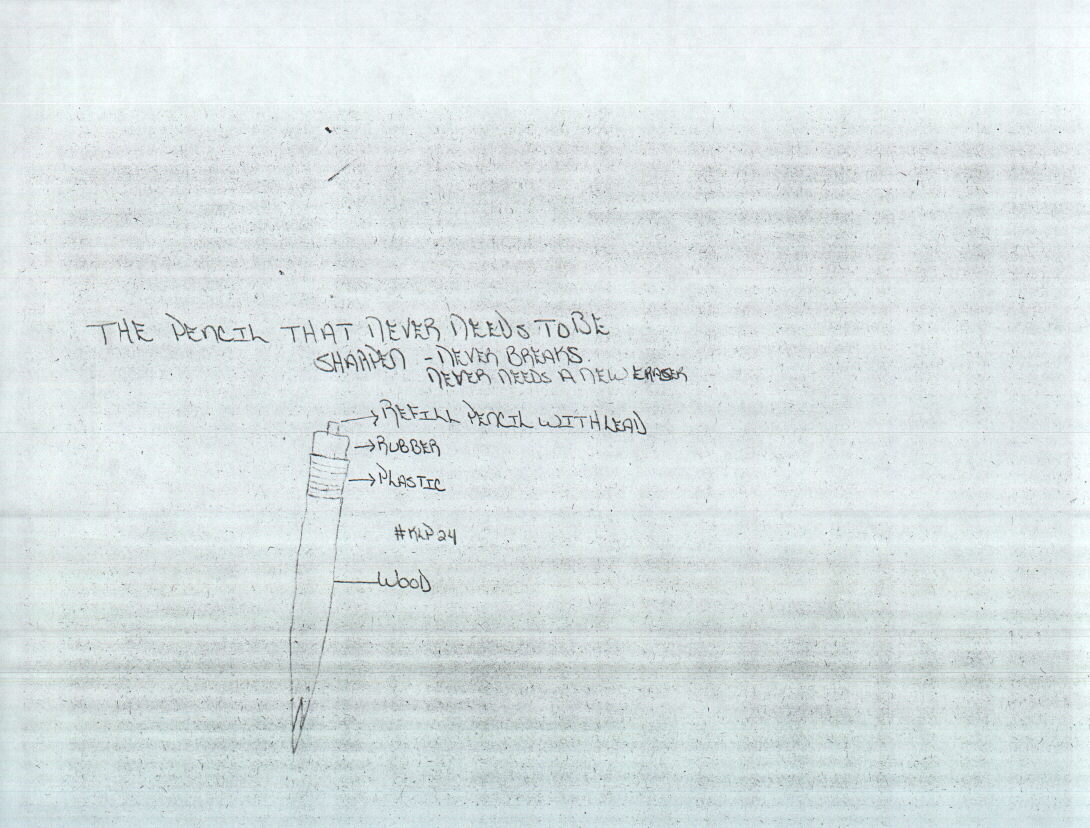 THE PENCIL THAT NEVER NEEDS TO BE
SHARPEN - NEVER BREAKS
NEVER NEEDS A NEW ERASER
REFILL PENCIL WITH LEAD
RUBBER
PLASTIC
#KLP24
WOOD